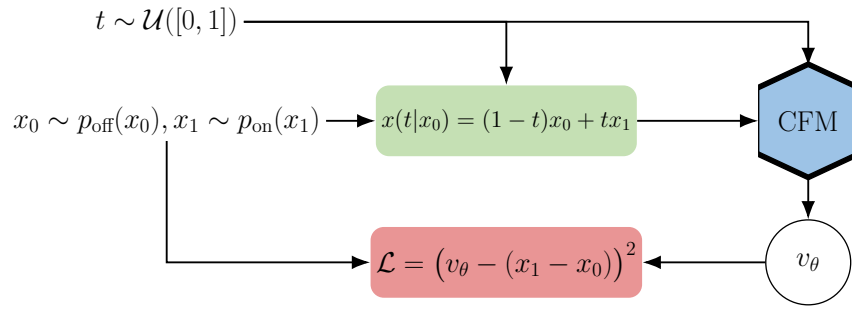 t ∼ 𝒰([0, 1])
x₀ ∼ p_off(x₀), x₁ ∼ p_on(x₁)
x(t|x₀) = (1 − t)x₀ + tx₁
CFM
ℒ = (v_θ − (x₁ − x₀))²
v_θ